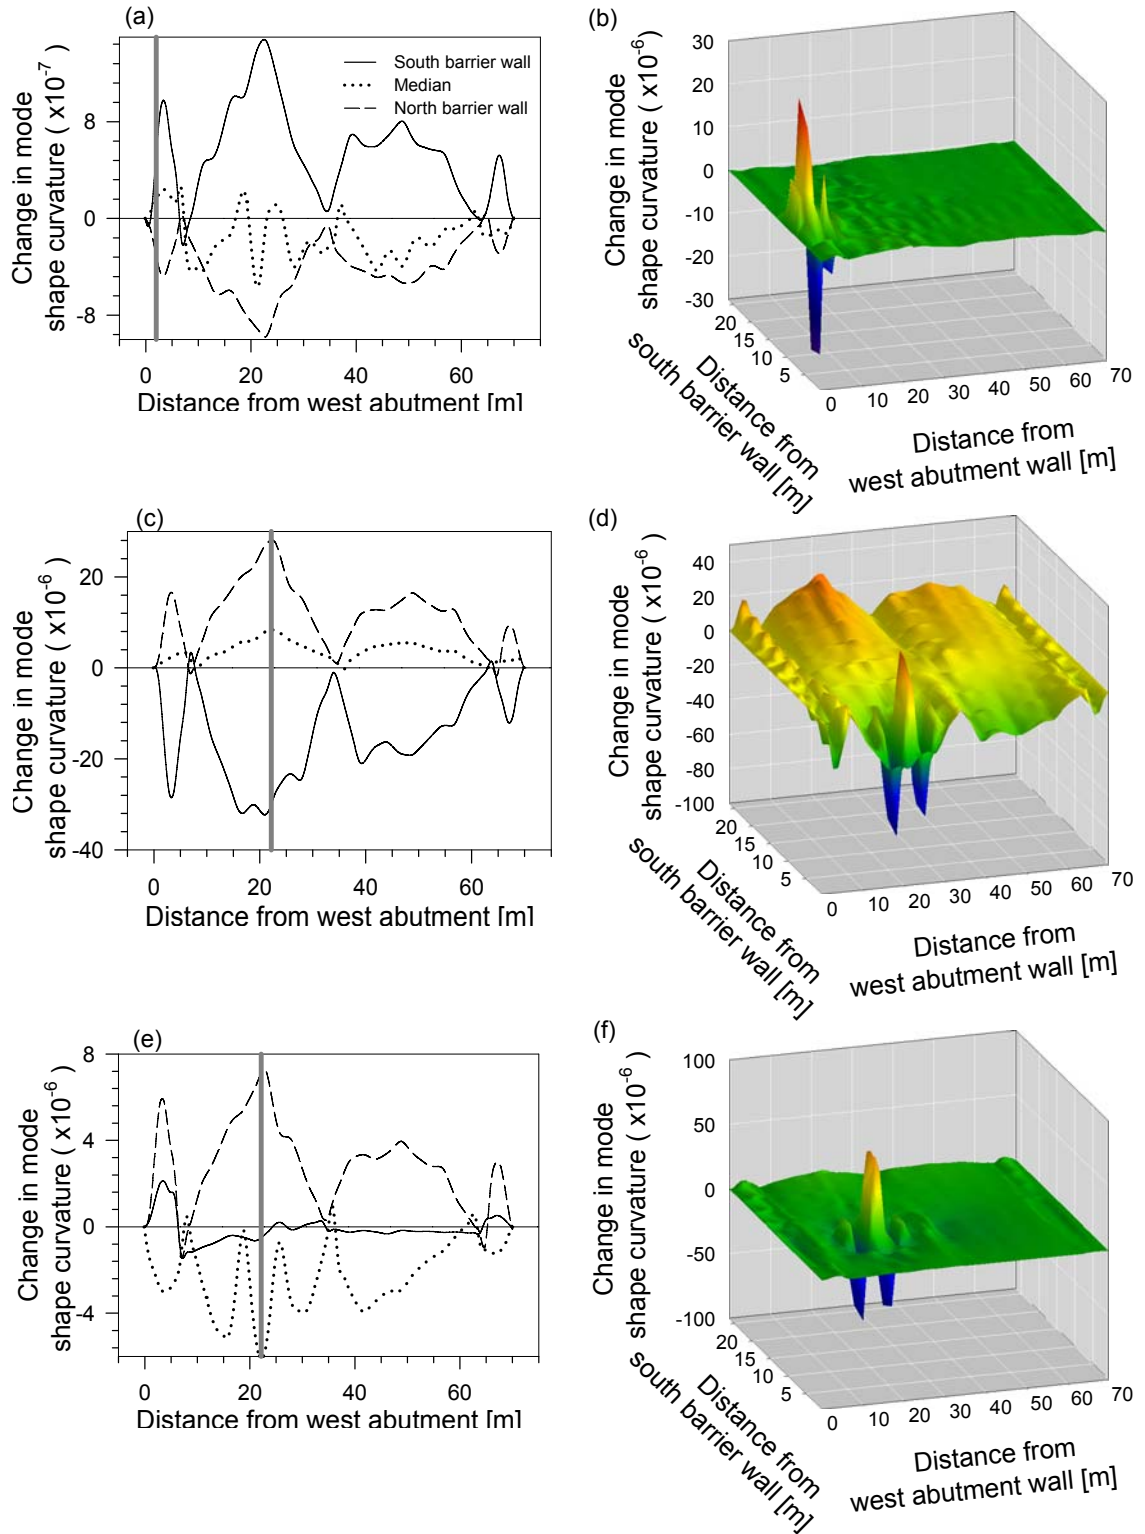 (a)
Change in mode
shape curvature ( x10-7 )
8
0
-8
South barrier wall
Median
North barrier wall
0 20 40 60
Distance from west abutment [m]
(b)
Change in mode
shape curvature ( x10-6 )
30
20
10
0
-10
-20
-30
20
15
10
5
Distance from
south barrier wall [m]
0 10 20 30 40 50 60 70
Distance from
west abutment wall [m]
(c)
Change in mode
shape curvature ( x10-6 )
20
0
-20
-40
0 20 40 60
Distance from west abutment [m]
(d)
Change in mode
shape curvature ( x10-6 )
40
20
0
-20
-40
-60
-80
-100
20
15
10
5
Distance from
south barrier wall [m]
0 10 20 30 40 50 60 70
Distance from
west abutment wall [m]
(e)
Change in mode
shape curvature ( x10-6 )
8
4
0
-4
0 20 40 60
Distance from west abutment [m]
(f)
Change in mode
shape curvature ( x10-6 )
100
50
0
-50
-100
20
15
10
5
Distance from
south barrier wall [m]
0 10 20 30 40 50 60 70
Distance from
west abutment wall [m]